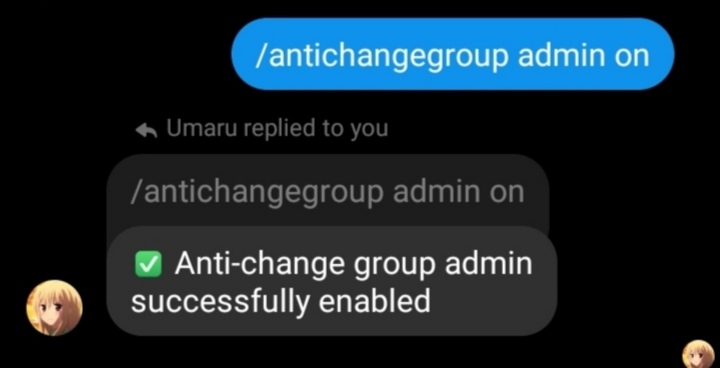 /antichangegroup admin on
Umaru replied to you
/antichangegroup admin on
✅ Anti-change group admin
successfully enabled